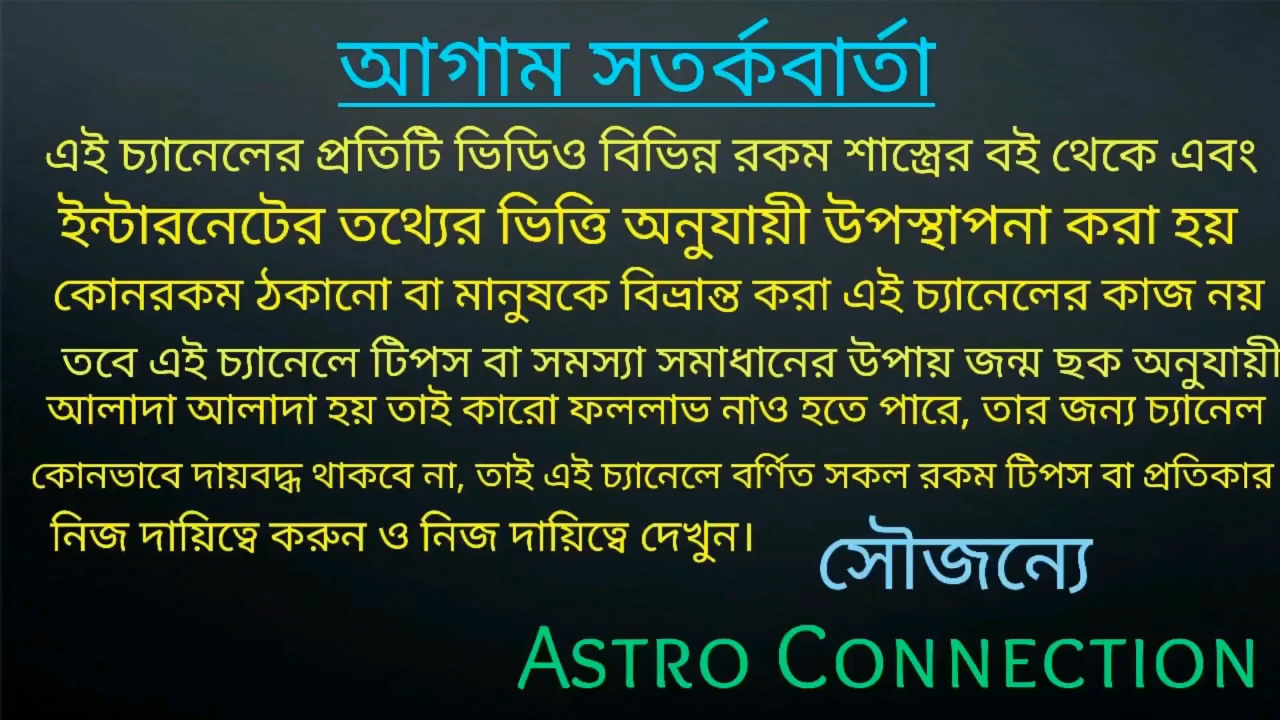 আগাম সতর্কবার্তা
এই চ্যানেলের প্রতিটি ভিডিও বিভিন্ন রকম শাস্ত্রের বই থেকে এবং
ইন্টারনেটের তথ্যের ভিত্তি অনুযায়ী উপস্থাপনা করা হয়
কোনরকম ঠকানো বা মানুষকে বিভ্রান্ত করা এই চ্যানেলের কাজ নয়
তবে এই চ্যানেলে টিপস বা সমস্যা সমাধানের উপায় জন্ম ছক অনুযায়ী
আলাদা আলাদা হয় তাই কারো ফললাভ নাও হতে পারে, তার জন্য চ্যানেল
কোনভাবে দায়বদ্ধ থাকবে না, তাই এই চ্যানেলে বর্ণিত সকল রকম টিপস বা প্রতিকার
নিজ দায়িত্বে করুন ও নিজ দায়িত্বে দেখুন।
সৌজন্যে
ASTRO CONNECTION